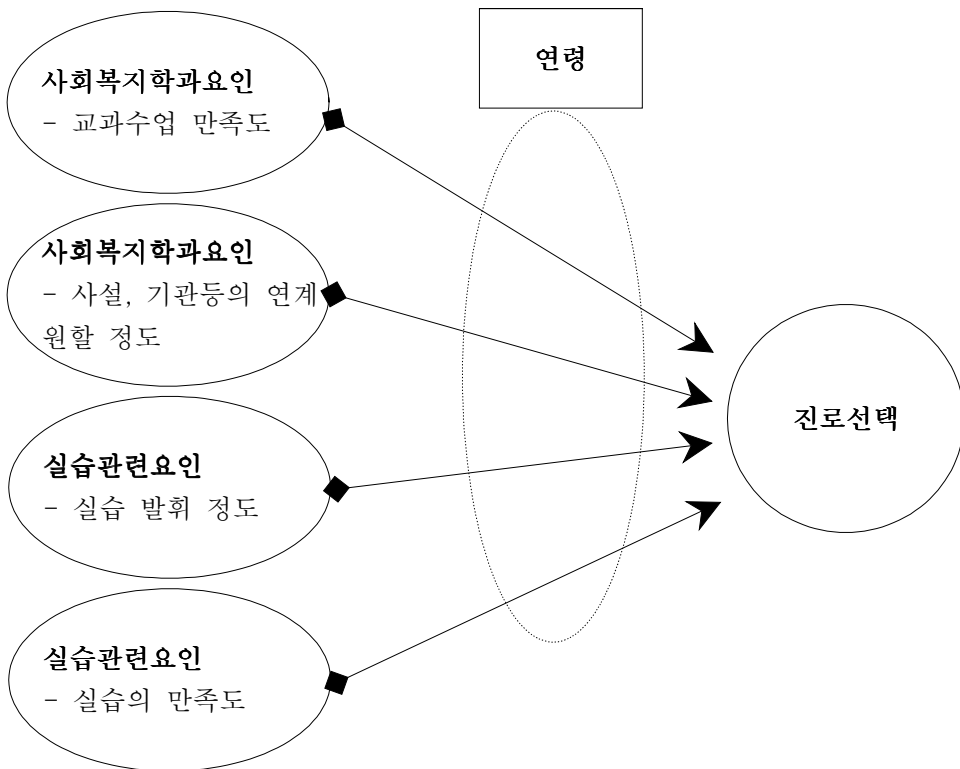 연령
사회복지학과요인
- 교과수업 만족도
사회복지학과요인
- 사설, 기관등의 연계
원할 정도
진로선택
실습관련요인
- 실습 발휘 정도
실습관련요인
- 실습의 만족도